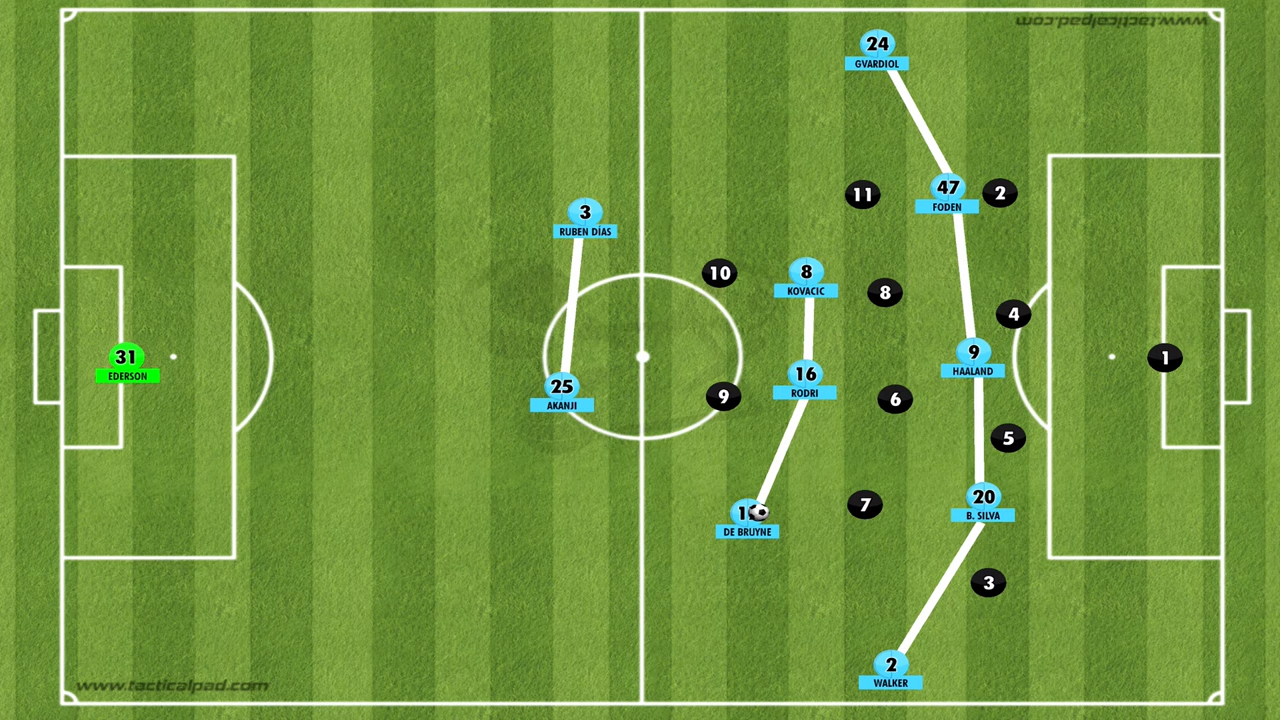 www.tacticalpad.com
24
GVARDIOL
47
FODEN
2
11
3
RUBEN DÍAS
10
8
KOVACIC
8
4
31
EDERSON
9
HAALAND
1
16
RODRI
25
AKANJI
9
6
5
20
B. SILVA
7
DE BRUYNE
3
2
WALKER
www.tacticalpad.com